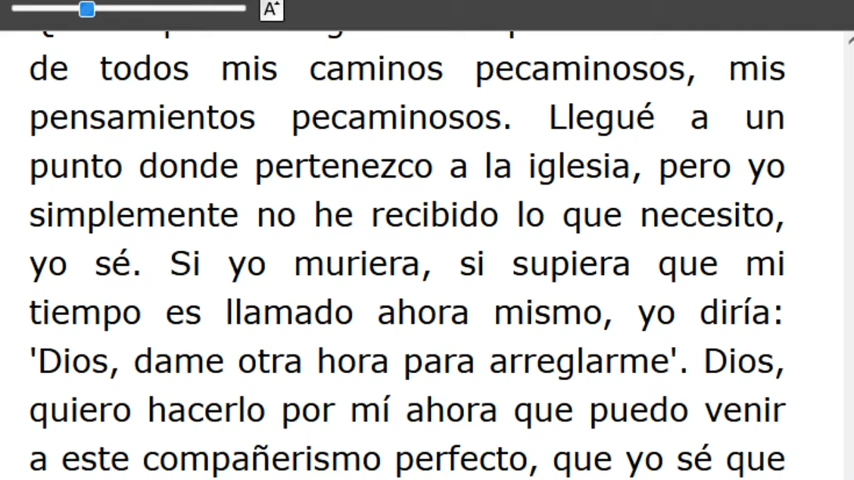 A
de todos mis caminos pecaminosos, mis
pensamientos pecaminosos. Llegué a un
punto donde pertenezco a la iglesia, pero yo
simplemente no he recibido lo que necesito,
yo sé. Si yo muriera, si supiera que mi
tiempo es llamado ahora mismo, yo diría:
'Dios, dame otra hora para arreglarme'. Dios,
quiero hacerlo por mí ahora que puedo venir
a este compañerismo perfecto, que yo sé que